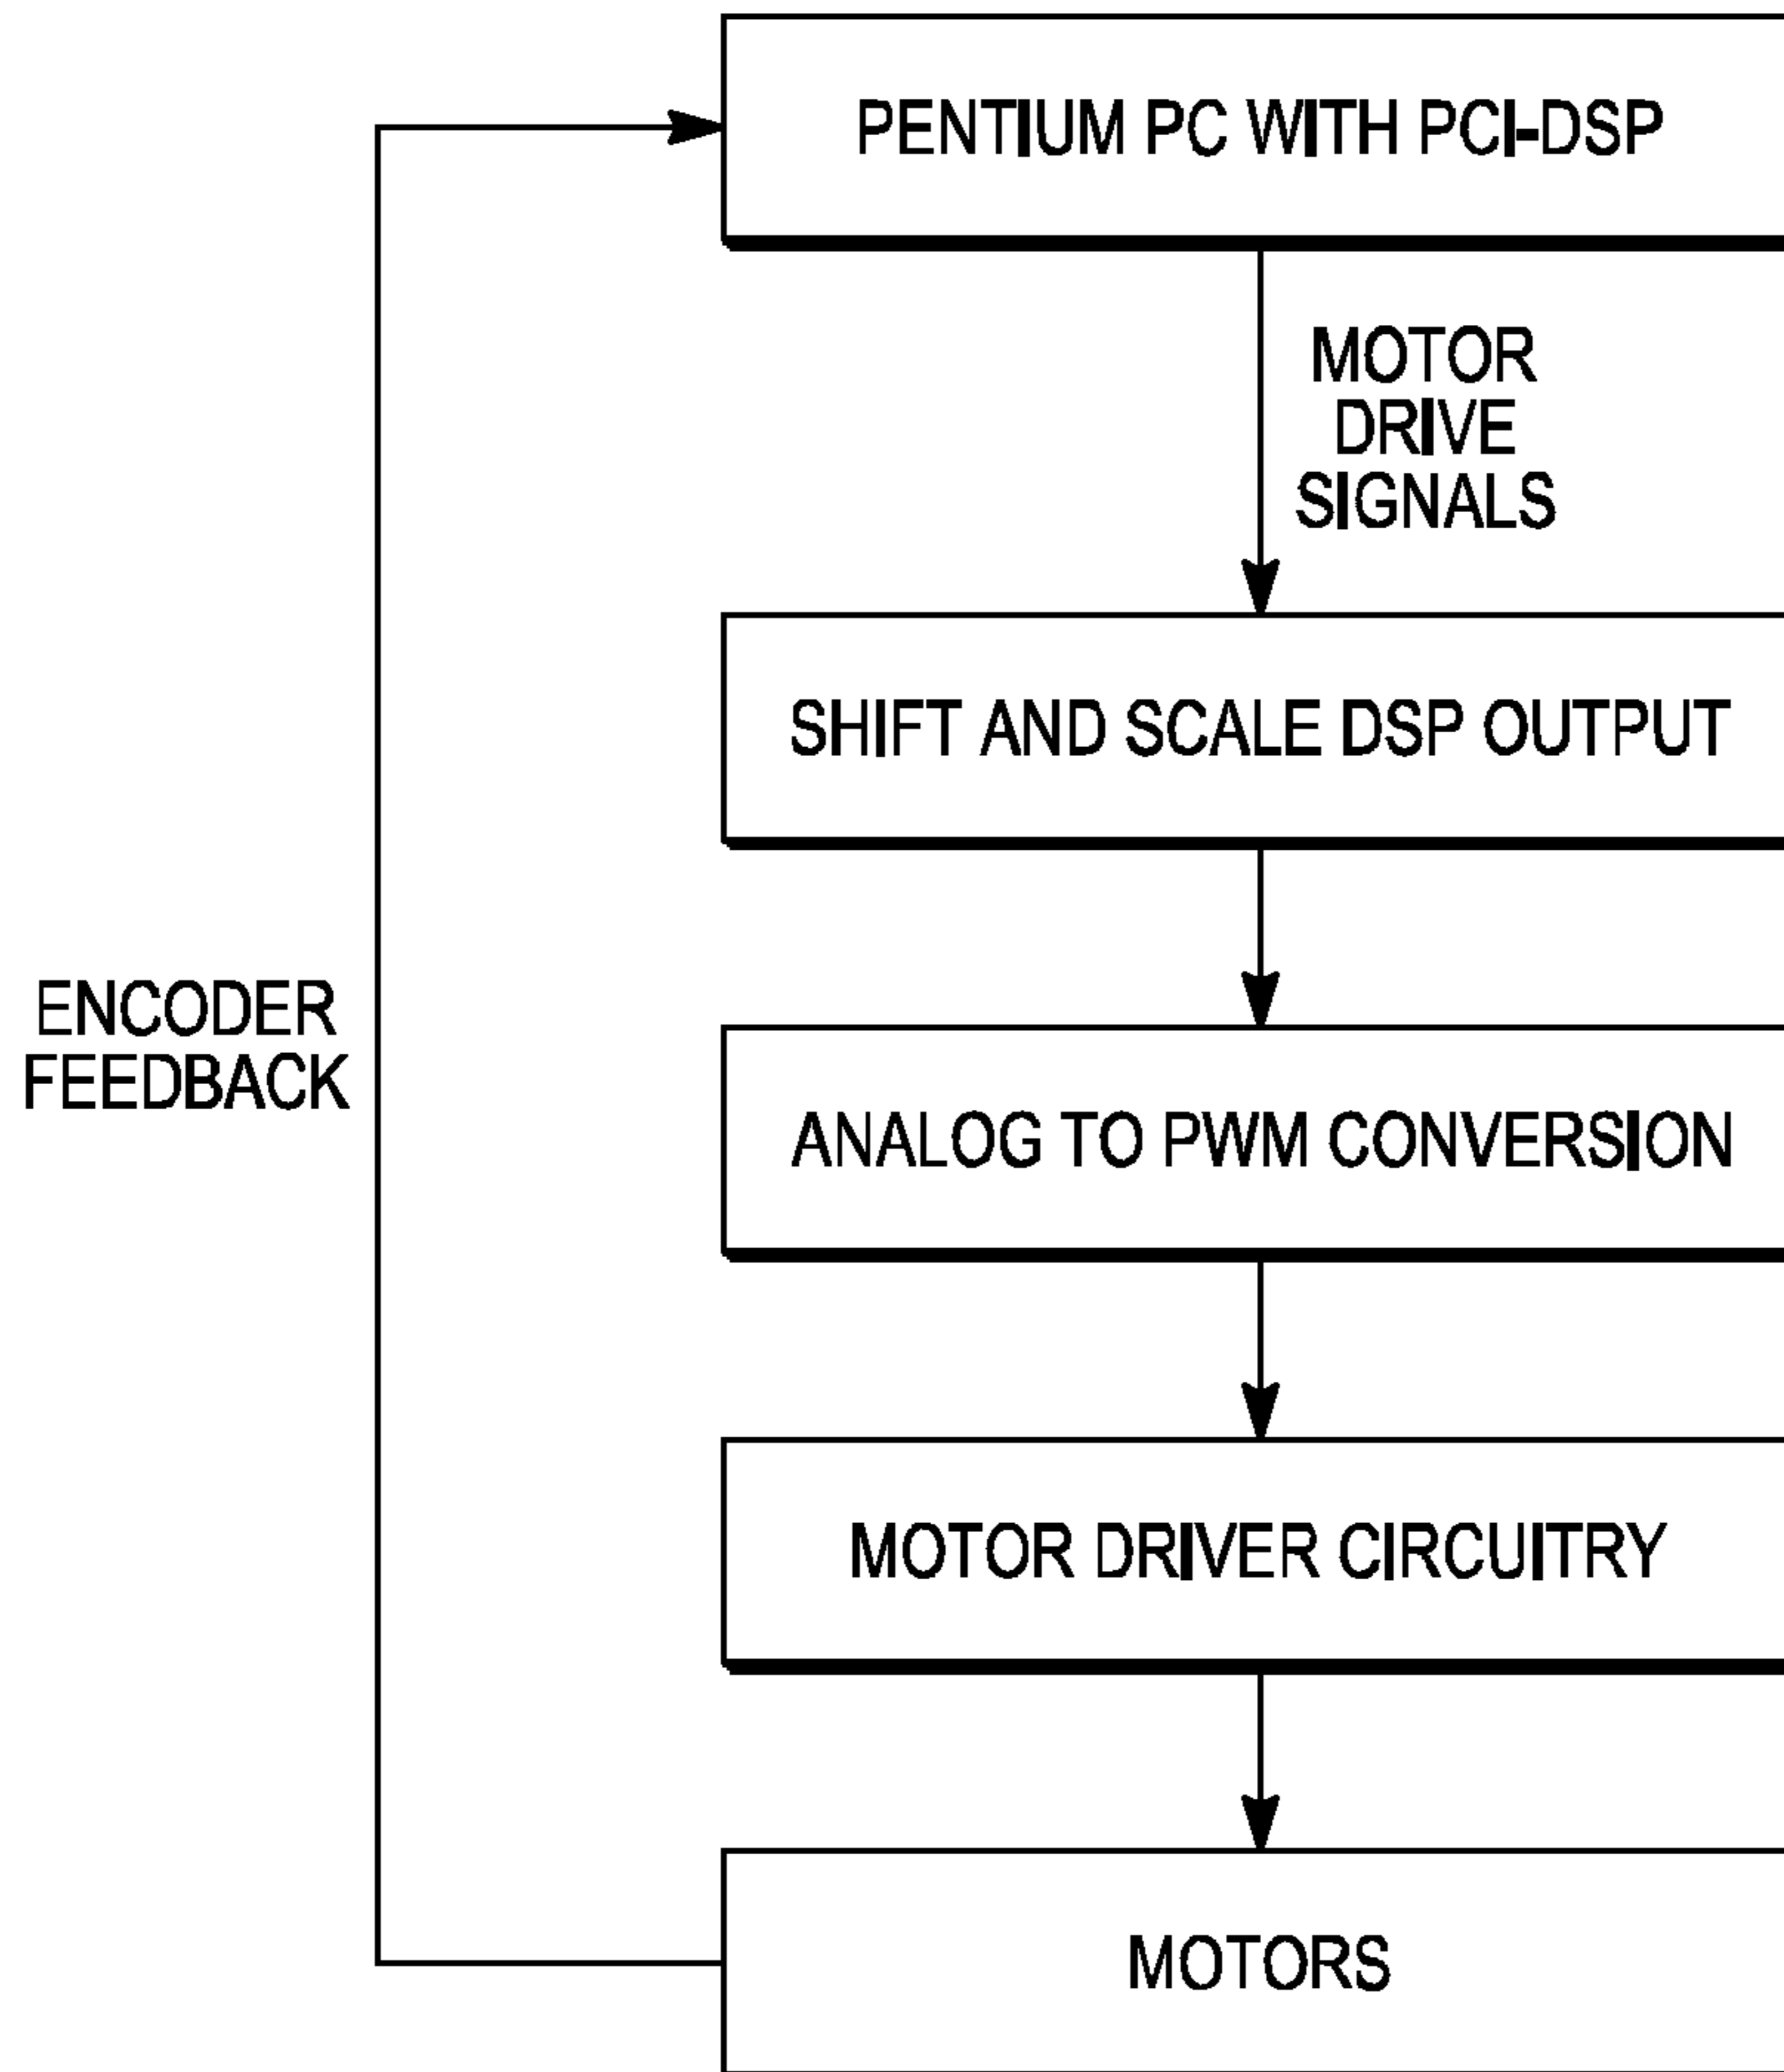 PENTIUM PC WITH PCI-DSP
MOTOR
DRIVE
SIGNALS
SHIFT AND SCALE DSP OUTPUT
ENCODER
FEEDBACK
ANALOG TO PWM CONVERSION
MOTOR DRIVER CIRCUITRY
MOTORS